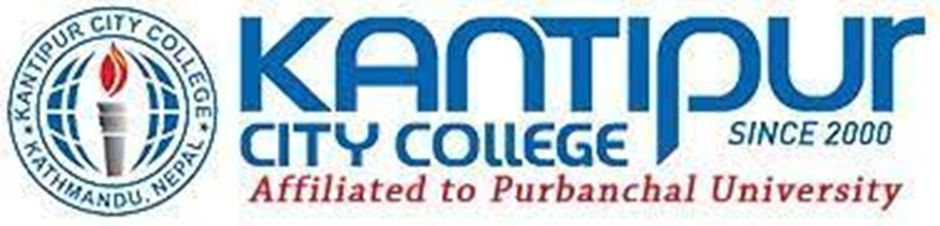 KANTIPUR CITY COLLEGE
KATHMANDU, NEPAL
KANTIPUR
CITY COLLEGE
SINCE 2000
Affiliated to Purbanchal University